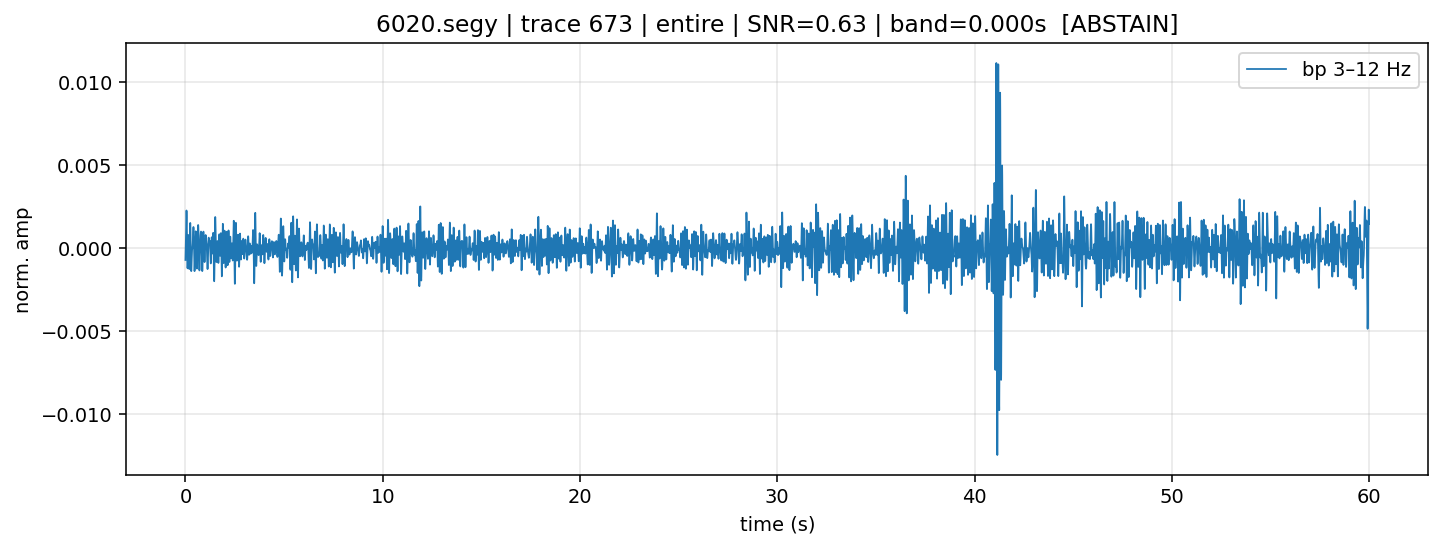 6020.segy | trace 673 | entire | SNR=0.63 | band=0.000s  [ABSTAIN]
bp 3–12 Hz
norm. amp
0.010
0.005
0.000
−0.005
−0.010
0 10 20 30 40 50 60
time (s)